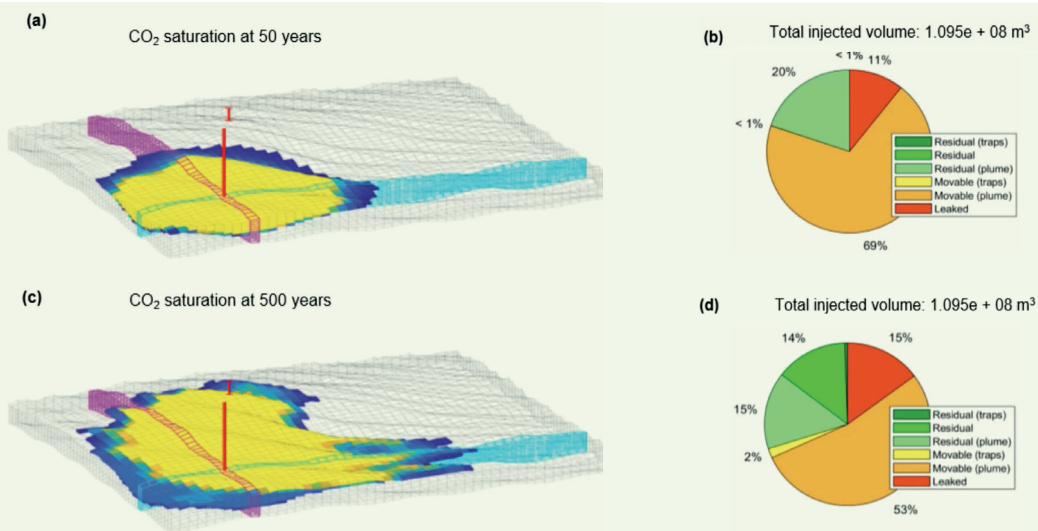 (a)
CO₂ saturation at 50 years
I
(b)
Total injected volume: 1.095e + 08 m³
< 1%
11%
20%
< 1%
69%
Residual (traps)
Residual
Residual (plume)
Movable (traps)
Movable (plume)
Leaked
(c)
CO₂ saturation at 500 years
I
(d)
Total injected volume: 1.095e + 08 m³
14%
15%
15%
2%
53%
Residual (traps)
Residual
Residual (plume)
Movable (traps)
Movable (plume)
Leaked